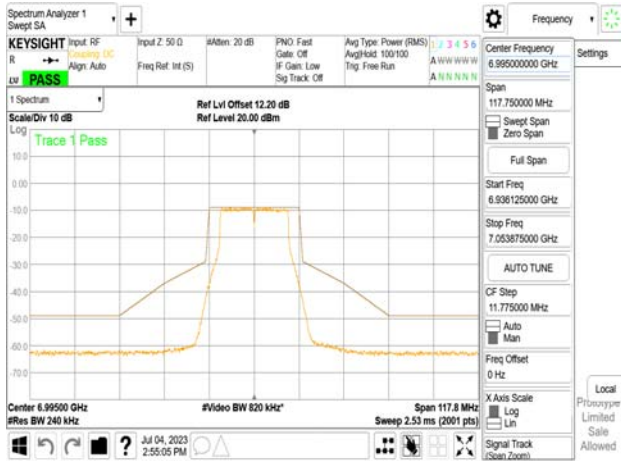 Spectrum Analyzer 1
Swept SA
+
Frequency
KEYSIGHT
R
LU
PASS
Input: RF
Coupling: DC
Align: Auto
Input Z: 50 Ω
Freq Ref: Int (S)
#Atten: 20 dB
PNO: Fast
Gate: Off
IF Gain: Low
Sig Track: Off
Avg Type: Power (RMS)
Avg|Hold: 100/100
Trig: Free Run
1 2 3 4 5 6
A W W W W W
A N N N N N
1 Spectrum
Scale/Div 10 dB
Ref Lvl Offset 12.20 dB
Ref Level 20.00 dBm
Log
Trace 1 Pass
10.0
0.00
-10.0
-20.0
-30.0
-40.0
-50.0
-60.0
-70.0
Center 6.99500 GHz
#Res BW 240 kHz
#Video BW 820 kHz*
Span 117.8 MHz
Sweep 2.53 ms (2001 pts)
?
Jul 04, 2023
2:55:05 PM
Center Frequency
6.995000000 GHz
Span
117.750000 MHz
Swept Span
Zero Span
Full Span
Start Freq
6.936125000 GHz
Stop Freq
7.053875000 GHz
AUTO TUNE
CF Step
11.775000 MHz
Auto
Man
Freq Offset
0 Hz
X Axis Scale
Log
Lin
Signal Track
(Span Zoom)
Settings
Local
Prototype
Limited
Sale
Allowed